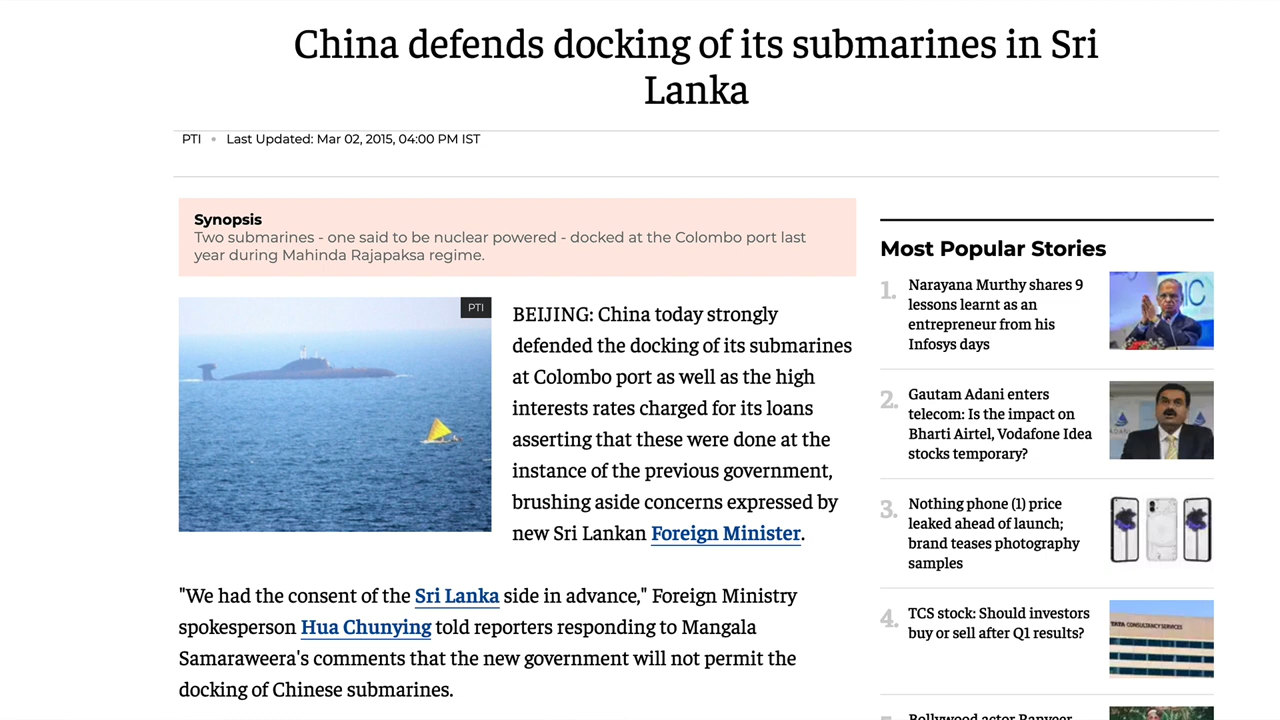 China defends docking of its submarines in Sri
Lanka
PTI • Last Updated: Mar 02, 2015, 04:00 PM IST
Synopsis
Two submarines - one said to be nuclear powered - docked at the Colombo port last
year during Mahinda Rajapaksa regime.
PTI
BEIJING: China today strongly
defended the docking of its submarines
at Colombo port as well as the high
interests rates charged for its loans
asserting that these were done at the
instance of the previous government,
brushing aside concerns expressed by
new Sri Lankan Foreign Minister.
"We had the consent of the Sri Lanka side in advance," Foreign Ministry
spokesperson Hua Chunying told reporters responding to Mangala
Samaraweera's comments that the new government will not permit the
docking of Chinese submarines.
Most Popular Stories
1. Narayana Murthy shares 9
lessons learnt as an
entrepreneur from his
Infosys days
2. Gautam Adani enters
telecom: Is the impact on
Bharti Airtel, Vodafone Idea
stocks temporary?
3. Nothing phone (1) price
leaked ahead of launch;
brand teases photography
samples
4. TCS stock: Should investors
buy or sell after Q1 results?
TATA CONSULTANCY SERVICES
Bollywood actor Ranveer